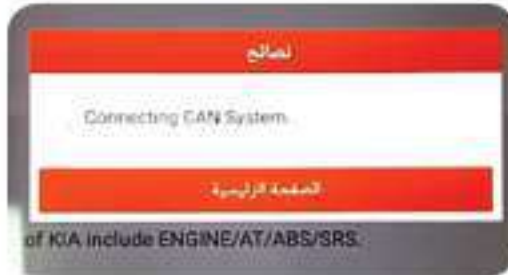 نصائح
Connecting CAN System.
الصفحة الرئيسية
of KIA include ENGINE/AT/ABS/SRS.